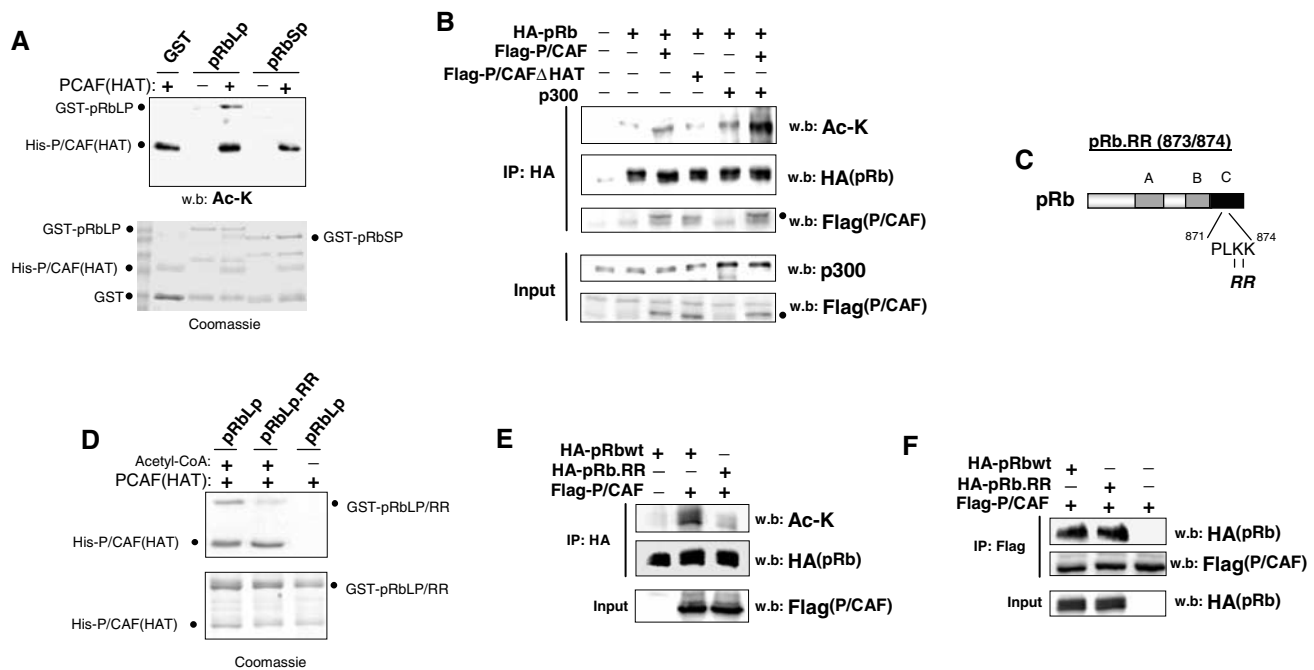 A
GST
pRbLp
pRbSp
PCAF(HAT): + – + – +
GST-pRbLP
His-P/CAF(HAT)
w.b: Ac-K
GST-pRbLP
GST-pRbSP
His-P/CAF(HAT)
GST
Coomassie
B
HA-pRb – + + + + +
Flag-P/CAF – – + – – +
Flag-P/CAFΔHAT – – – + – –
p300 – – – – + +
IP: HA
w.b: Ac-K
w.b: HA(pRb)
w.b: Flag(P/CAF)
Input
w.b: p300
w.b: Flag(P/CAF)
C
pRb.RR (873/874)
A B C
pRb
871 874
PLKK
RR
D
pRbLp
pRbLp.RR
pRbLp
Acetyl-CoA: + + –
PCAF(HAT): + + +
GST-pRbLP/RR
His-P/CAF(HAT)
GST-pRbLP/RR
His-P/CAF(HAT)
Coomassie
E
HA-pRbwt + + –
HA-pRb.RR – – +
Flag-P/CAF – + +
IP: HA
w.b: Ac-K
w.b: HA(pRb)
Input
w.b: Flag(P/CAF)
F
HA-pRbwt + – –
HA-pRb.RR – + –
Flag-P/CAF + + +
IP: Flag
w.b: HA(pRb)
w.b: Flag(P/CAF)
Input
w.b: HA(pRb)